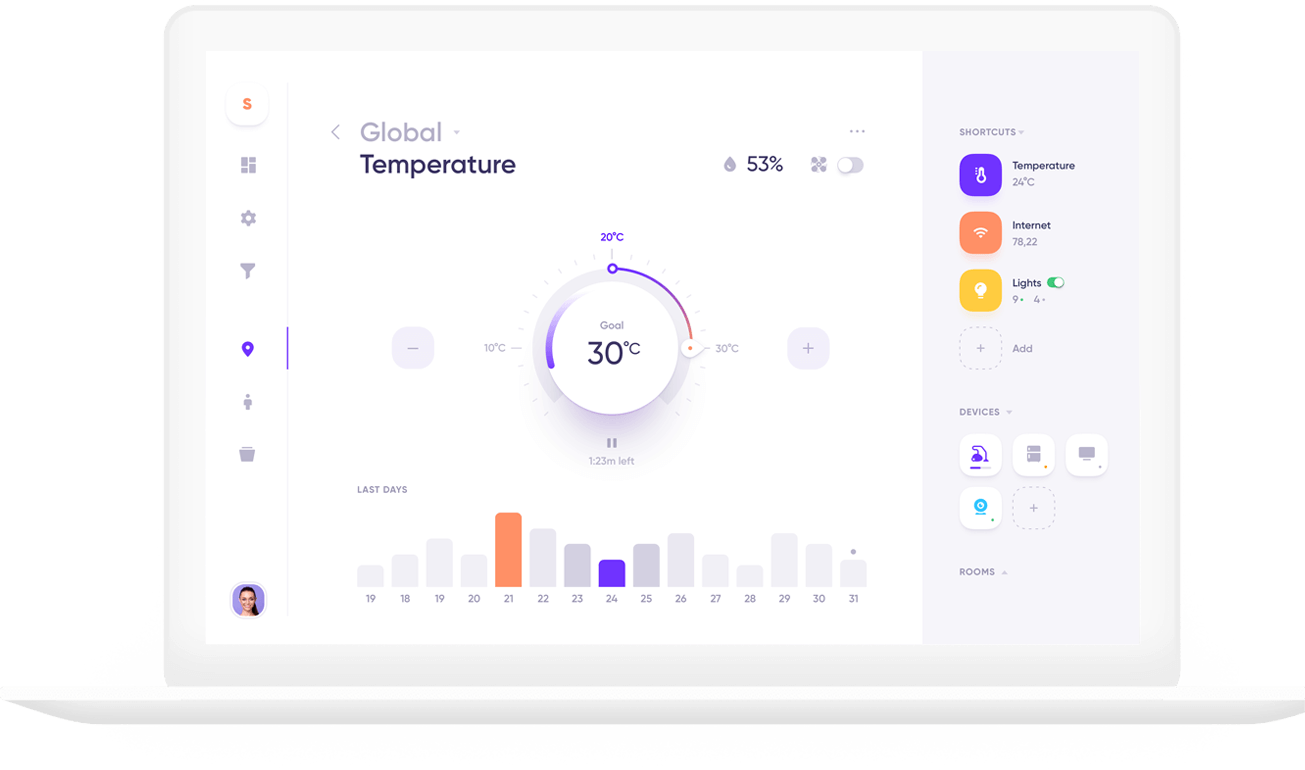 S
Global
Temperature
53%
20°C
Goal
30°C
10°C
30°C
1:23m left
LAST DAYS
19 18 19 20 21 22 23 24 25 26 27 28 29 30 31
SHORTCUTS
Temperature
24°C
Internet
78,22
Lights
9 4
Add
DEVICES
ROOMS